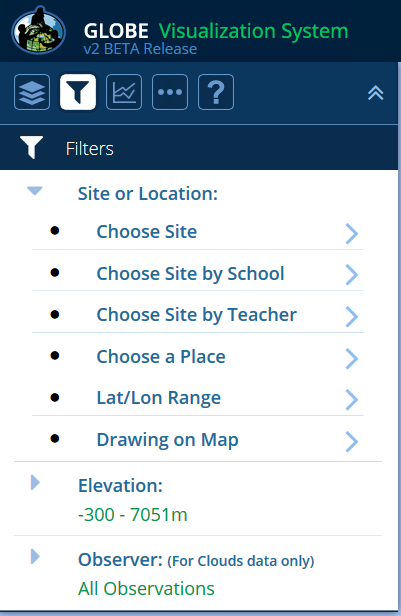 GLOBE Visualization System
v2 BETA Release
?
Filters
Site or Location:
Choose Site
Choose Site by School
Choose Site by Teacher
Choose a Place
Lat/Lon Range
Drawing on Map
Elevation:
-300 - 7051m
Observer: (For Clouds data only)
All Observations